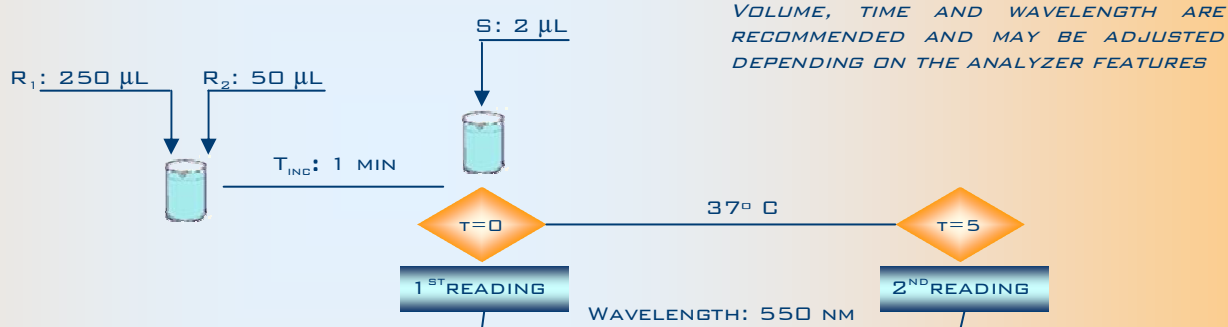 VOLUME, TIME AND WAVELENGTH ARE
RECOMMENDED AND MAY BE ADJUSTED
DEPENDING ON THE ANALYZER FEATURES
S: 2 µL
R₁: 250 µL
R₂: 50 µL
TINC: 1 MIN
37º C
T=0
T=5
1ST READING
2ND READING
WAVELENGTH: 550 NM